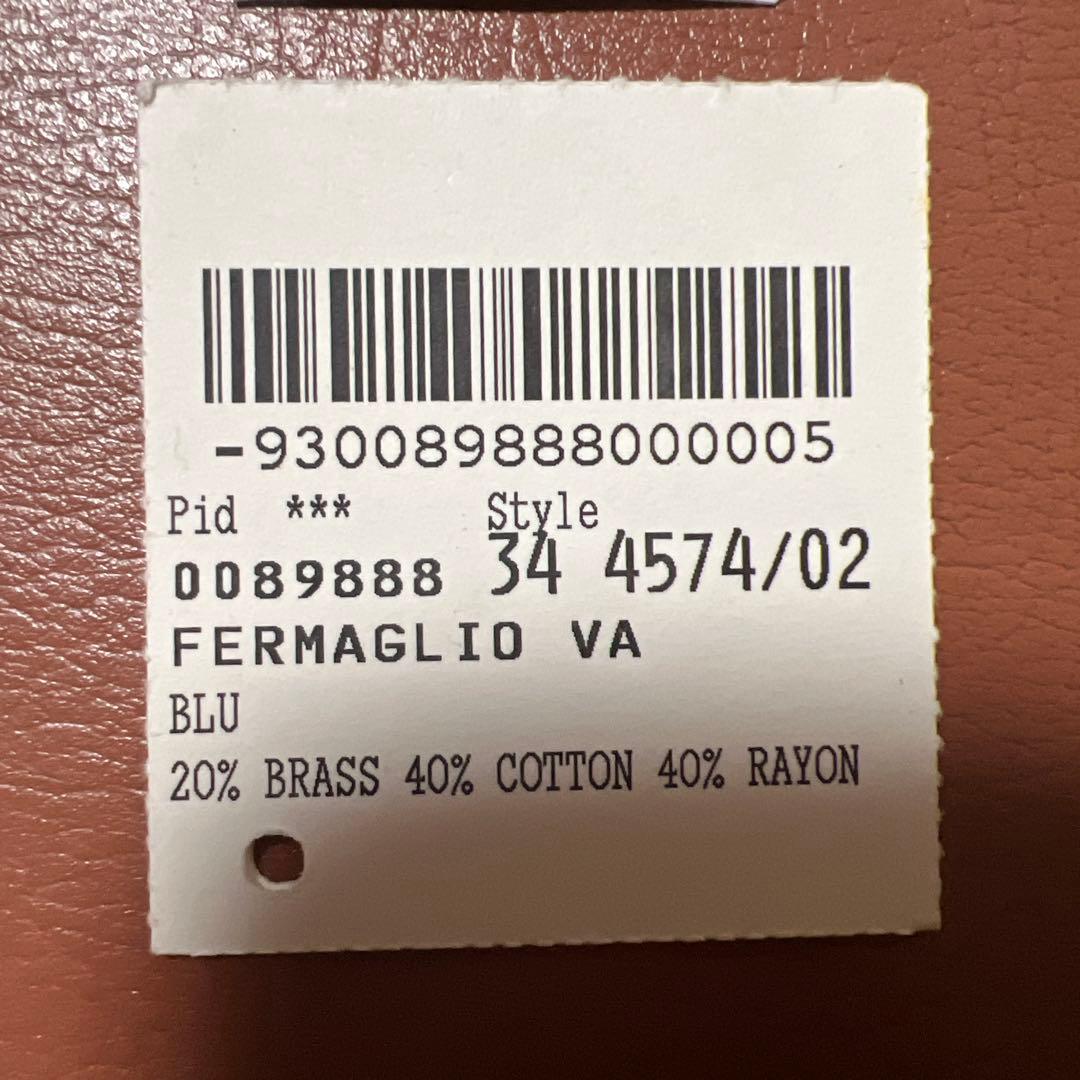 -930089888000005
Pid *** Style
0089888 34 4574/02
FERMAGLIO VA
BLU
20% BRASS 40% COTTON 40% RAYON